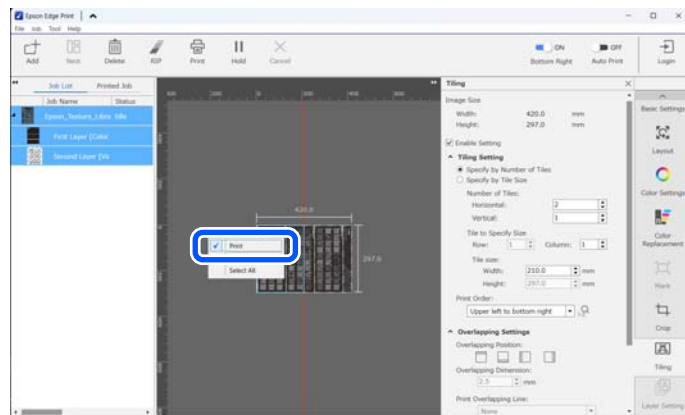 Epson Edge Print
File Job Tool Help
Add Nest Delete RIP Print Hold Cancel ON Bottom Right OFF Auto Print Login
Job List Printed Job
Job Name Status
Idle
First Layer [Color
Second Layer
420.0
297.0
Print
Select All
Tiling
Image Size
Width: 420.0 mm
Height: 297.0 mm
Enable Setting
Tiling Setting
Specify by Number of Tiles
Specify by Tile Size
Number of Tiles:
Horizontal: 2
Vertical: 1
Tile to Specify Size
Row: 1 Column: 1
Tile size:
Width: 210.0 mm
Height: 297.0 mm
Print Order:
Upper left to bottom right
Overlapping Settings
Overlapping Position:
Overlapping Dimension:
2.5 mm
Print Overlapping Line:
None
Basic Settings
Layout
Color Settings
Color Replacement
Mark
Crop
Tiling
Layer Setting